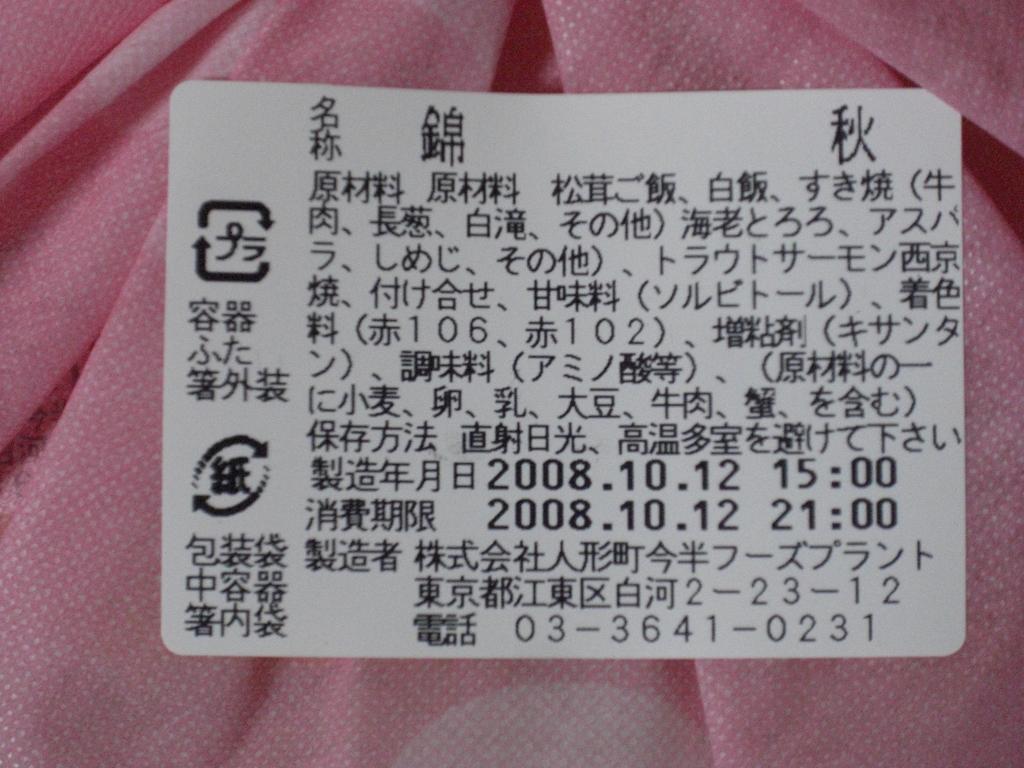 名称 錦 秋
原材料 原材料 松茸ご飯、白飯、すき焼（牛
肉、長葱、白滝、その他）海老とろろ、アスパ
ラ、しめじ、その他）、トラウトサーモン西京
焼、付け合せ、甘味料（ソルビトール）、着色
料（赤１０６、赤１０２）、増粘剤（キサンタ
ン）、調味料（アミノ酸等）、（原材料の一
に小麦、卵、乳、大豆、牛肉、蟹、を含む）
保存方法 直射日光、高温多室を避けて下さい
製造年月日 2008.10.12 15:00
消費期限 2008.10.12 21:00
製造者 株式会社人形町今半フーズプラント
東京都江東区白河２－２３－１２
電話 ０３－３６４１－０２３１
プラ
容器
ふた
箸外装
紙
包装袋
中容器
箸内袋